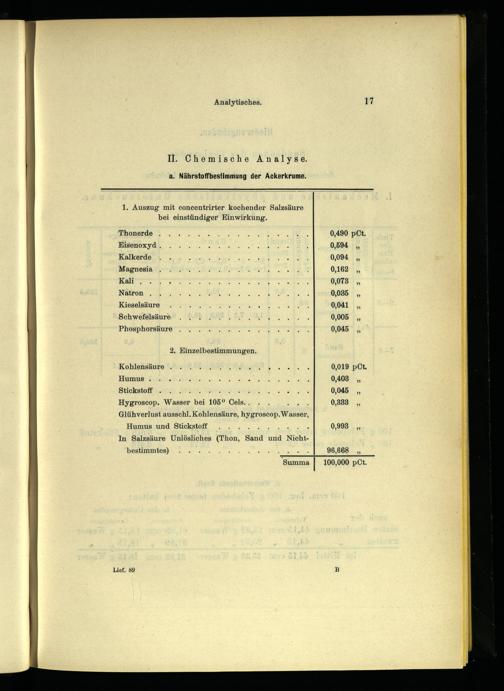 Analytisches. 17
II. Chemische Analyse.
a. Nährstoffbestimmung der Ackerkrume.
1. Auszug mit concentrirter kochender Salzsäure
bei einstündiger Einwirkung.
Thonerde . . . . . . . . . . . . 0,490 pCt.
Eisenoxyd . . . . . . . . . . . . 0,594 „
Kalkerde . . . . . . . . . . . . 0,094 „
Magnesia . . . . . . . . . . . . 0,162 „
Kali . . . . . . . . . . . . 0,073 „
Natron . . . . . . . . . . . . 0,035 „
Kieselsäure . . . . . . . . . . . 0,041 „
Schwefelsäure . . . . . . . . . . 0,005 „
Phosphorsäure . . . . . . . . . . 0,045 „
2. Einzelbestimmungen.
Kohlensäure . . . . . . . . . . . 0,019 pCt.
Humus . . . . . . . . . . . . 0,403 „
Stickstoff . . . . . . . . . . . . 0,045 „
Hygroscop. Wasser bei 105° Cels. . . . . . 0,333 „
Glühverlust ausschl. Kohlensäure, hygroscop. Wasser,
Humus und Stickstoff . . . . . . . 0,993 „
In Salzsäure Unlösliches (Thon, Sand und Nicht-
bestimmtes) . . . . . . . . . . 96,668 „
Summa 100,000 pCt.
Lief. 89 B